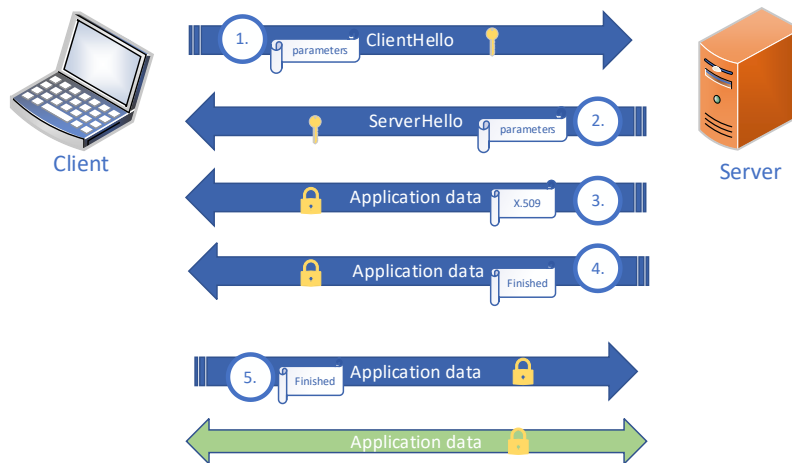 1.
parameters
ClientHello
ServerHello
parameters
2.
Client
Server
Application data
X.509
3.
Application data
Finished
4.
5.
Finished
Application data
Application data